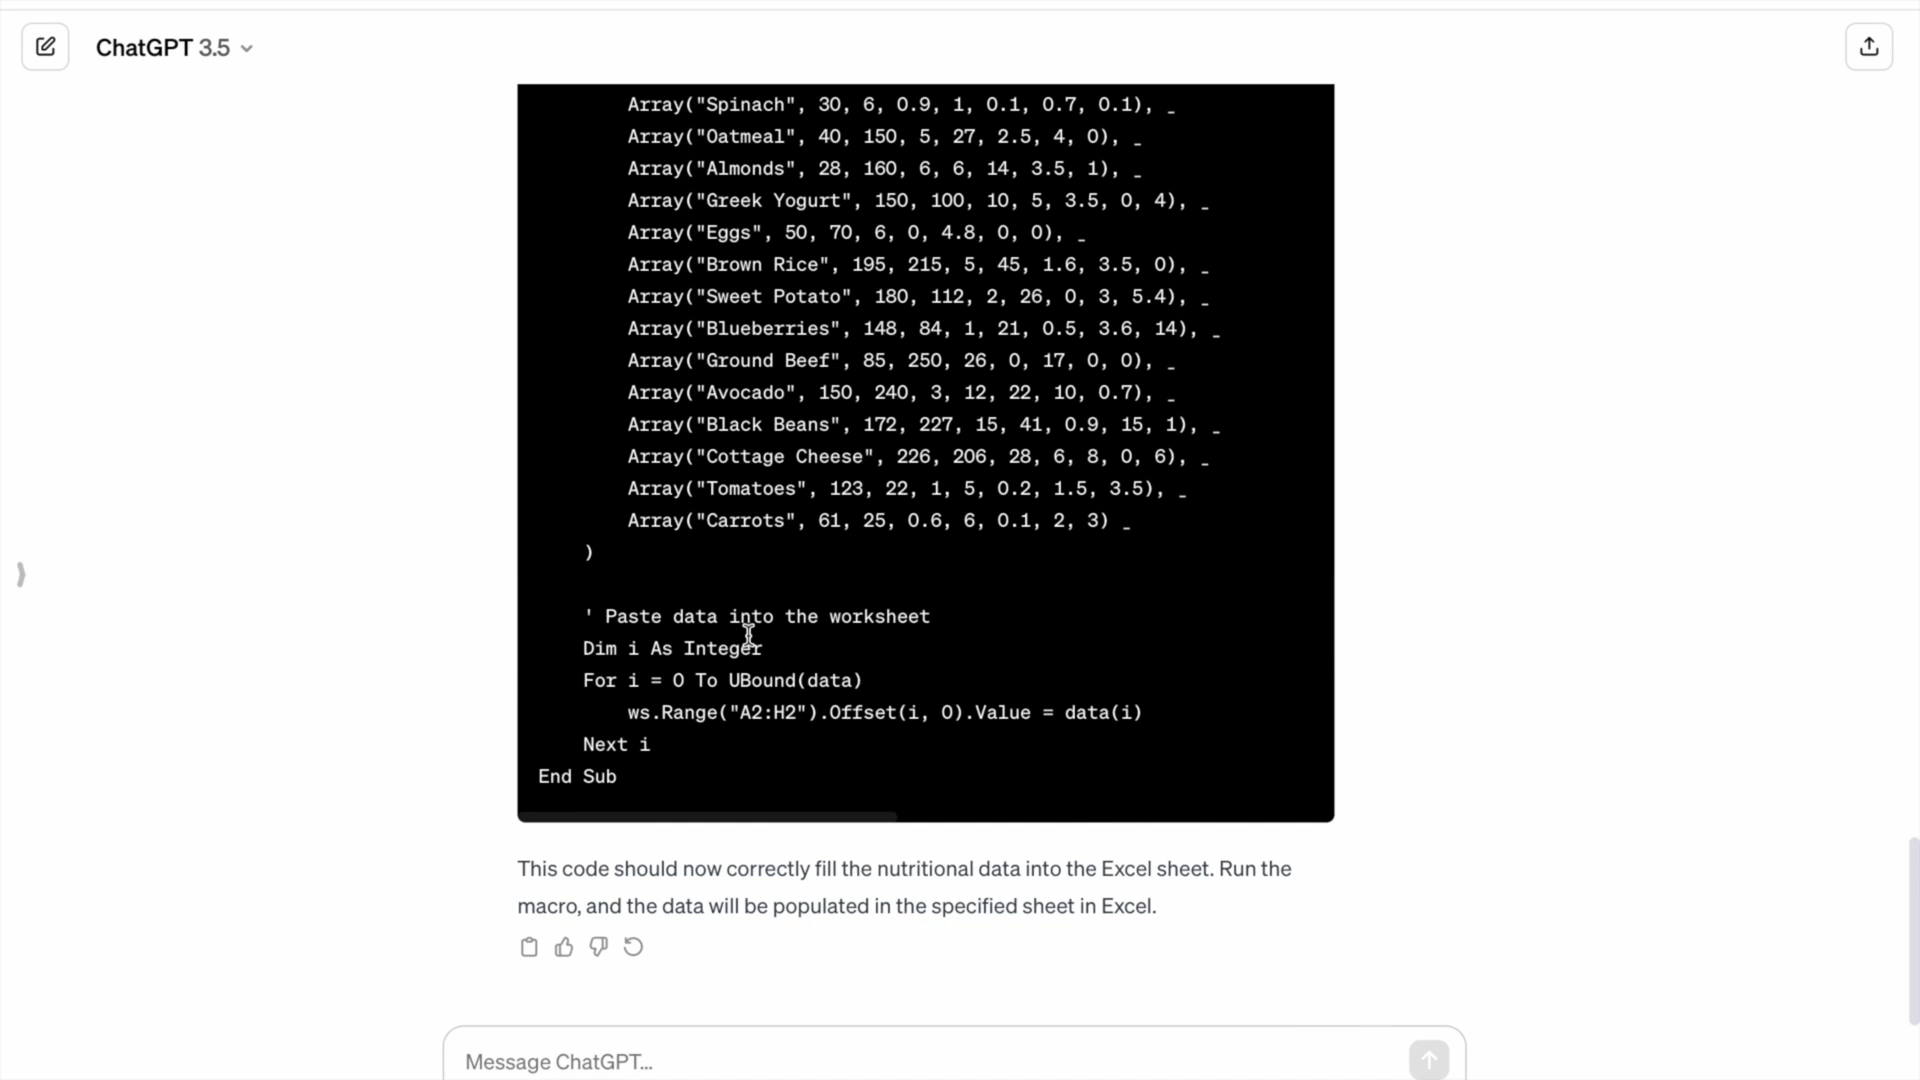 ChatGPT 3.5
Array("Spinach", 30, 6, 0.9, 1, 0.1, 0.7, 0.1), _
Array("Oatmeal", 40, 150, 5, 27, 2.5, 4, 0), _
Array("Almonds", 28, 160, 6, 6, 14, 3.5, 1), _
Array("Greek Yogurt", 150, 100, 10, 5, 3.5, 0, 4), _
Array("Eggs", 50, 70, 6, 0, 4.8, 0, 0), _
Array("Brown Rice", 195, 215, 5, 45, 1.6, 3.5, 0), _
Array("Sweet Potato", 180, 112, 2, 26, 0, 3, 5.4), _
Array("Blueberries", 148, 84, 1, 21, 0.5, 3.6, 14), _
Array("Ground Beef", 85, 250, 26, 0, 17, 0, 0), _
Array("Avocado", 150, 240, 3, 12, 22, 10, 0.7), _
Array("Black Beans", 172, 227, 15, 41, 0.9, 15, 1), _
Array("Cottage Cheese", 226, 206, 28, 6, 8, 0, 6), _
Array("Tomatoes", 123, 22, 1, 5, 0.2, 1.5, 3.5), _
Array("Carrots", 61, 25, 0.6, 6, 0.1, 2, 3) _
)
' Paste data into the worksheet
Dim i As Integer
For i = 0 To UBound(data)
ws.Range("A2:H2").Offset(i, 0).Value = data(i)
Next i
End Sub
This code should now correctly fill the nutritional data into the Excel sheet. Run the
macro, and the data will be populated in the specified sheet in Excel.
Message ChatGPT...